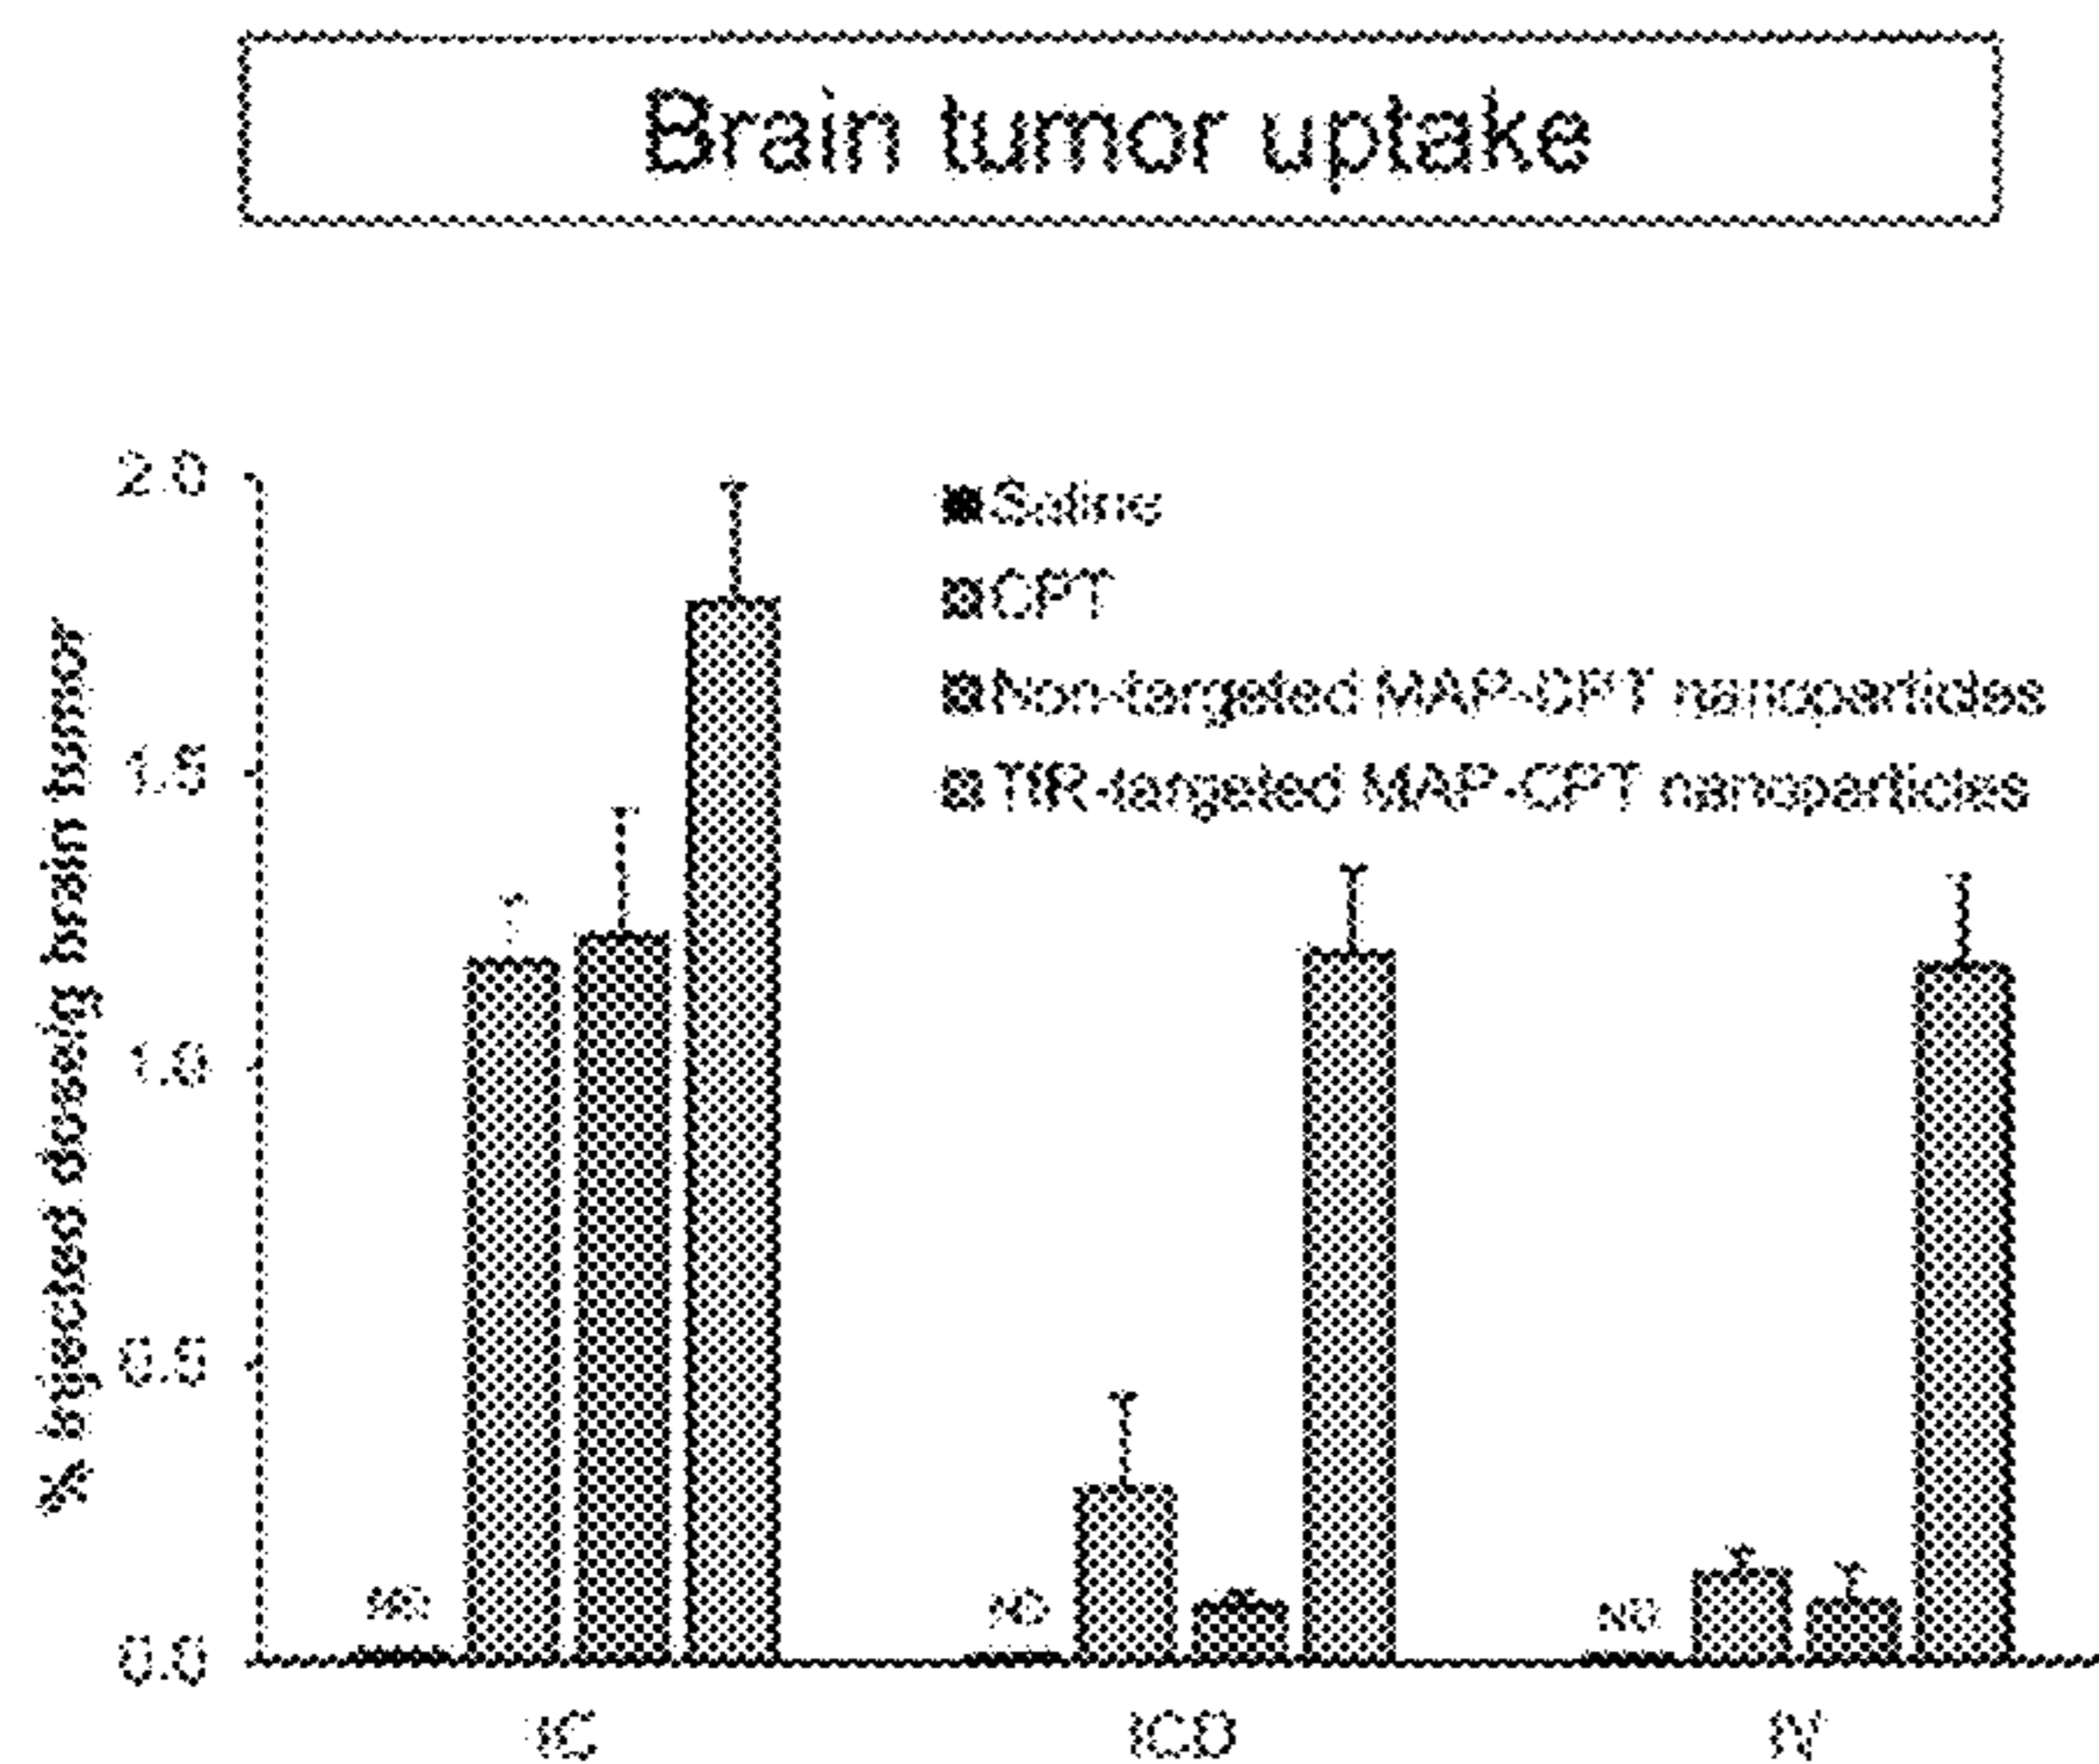 Brain tumor uptake
% injected dose/g brain tumor
2.0
1.5
1.0
0.5
0.0
Saline
CPT
Non-targeted MAP-CPT nanoparticles
TfR-targeted MAP-CPT nanoparticles
ND
ND
ND
IC
ICD
IV